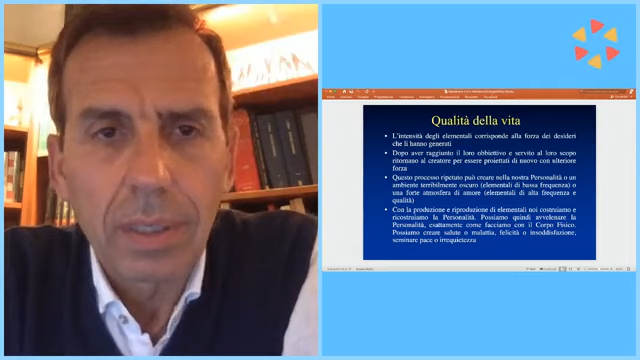 Qualità della vita
• L'intensità degli elementali corrisponde alla forza dei desideri
che li hanno generati
• Dopo aver raggiunto il loro obbiettivo e servito al loro scopo
ritornano al creatore per essere proiettati di nuovo con ulteriore
forza
• Questo processo ripetuto può creare nella nostra Personalità o un
ambiente terribilmente oscuro (elementali di bassa frequenza) o
una forte atmosfera di amore (elementali di alta frequenza e
qualità)
• Con la produzione e riproduzione di elementali noi costruiamo e
ricostruiamo la Personalità. Possiamo quindi avvelenare la
Personalità, esattamente come facciamo con il Corpo Fisico.
Possiamo creare salute o malattia, felicità o insoddisfazione,
seminare pace o irrequietezza